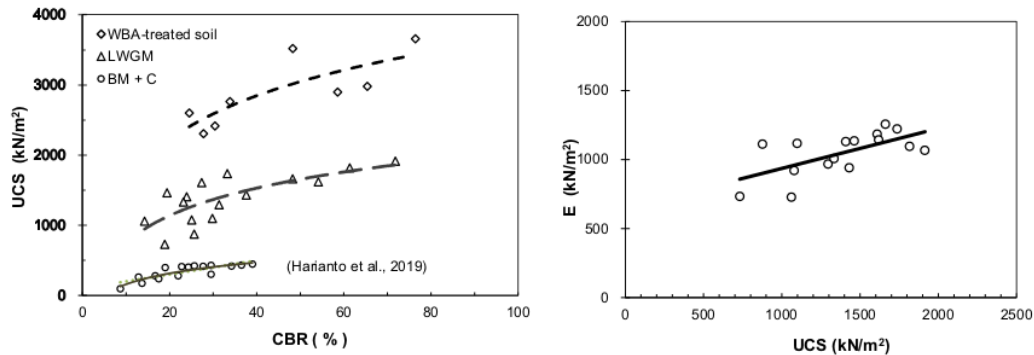 4000
3000
2000
1000
0
0 20 40 60 80 100
UCS (kN/m²)
CBR ( % )
WBA-treated soil
LWGM
BM + C
(Harianto et al., 2019)
2000
1500
1000
500
0
0 500 1000 1500 2000 2500
E (kN/m²)
UCS (kN/m²)